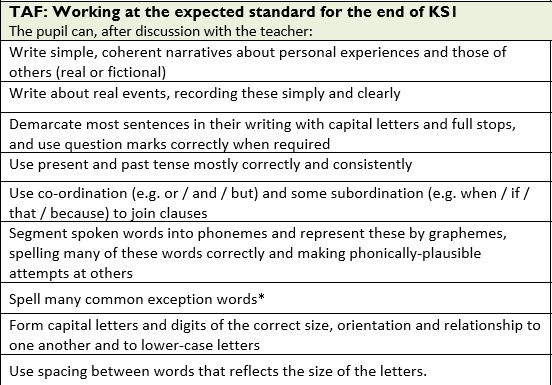 TAF: Working at the expected standard for the end of KS1
The pupil can, after discussion with the teacher:
Write simple, coherent narratives about personal experiences and those of
others (real or fictional)
Write about real events, recording these simply and clearly
Demarcate most sentences in their writing with capital letters and full stops,
and use question marks correctly when required
Use present and past tense mostly correctly and consistently
Use co-ordination (e.g. or / and / but) and some subordination (e.g. when / if /
that / because) to join clauses
Segment spoken words into phonemes and represent these by graphemes,
spelling many of these words correctly and making phonically-plausible
attempts at others
Spell many common exception words*
Form capital letters and digits of the correct size, orientation and relationship to
one another and to lower-case letters
Use spacing between words that reflects the size of the letters.